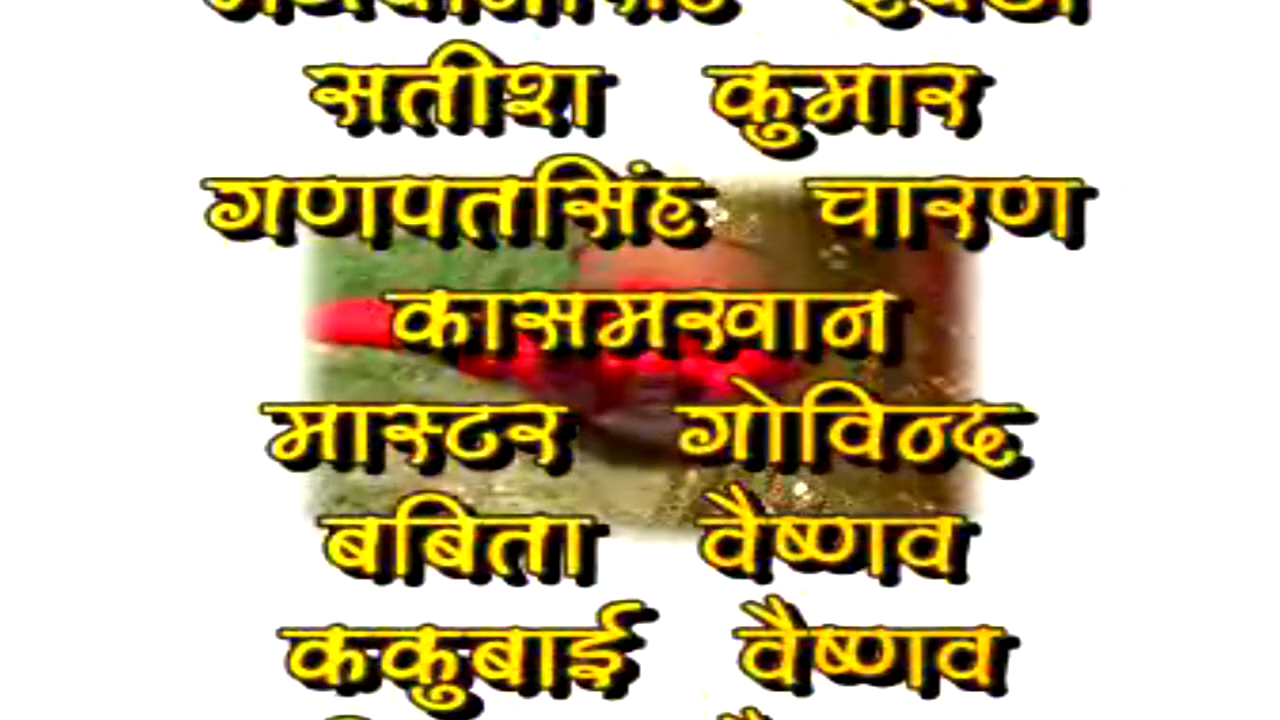 सतीश कुमार
गणपतसिंह चारण
कासमखान
मास्टर गोविन्द
बबिता वैष्णव
ककुबाई वैष्णव